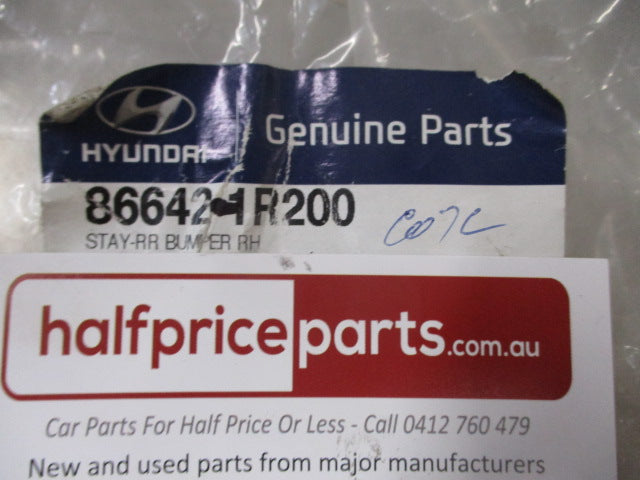 HYUNDAI
Genuine Parts
86642-1R200
STAY-RR BUMPER RH
halfpriceparts.com.au
Car Parts For Half Price Or Less - Call 0412 760 479
New and used parts from major manufacturers